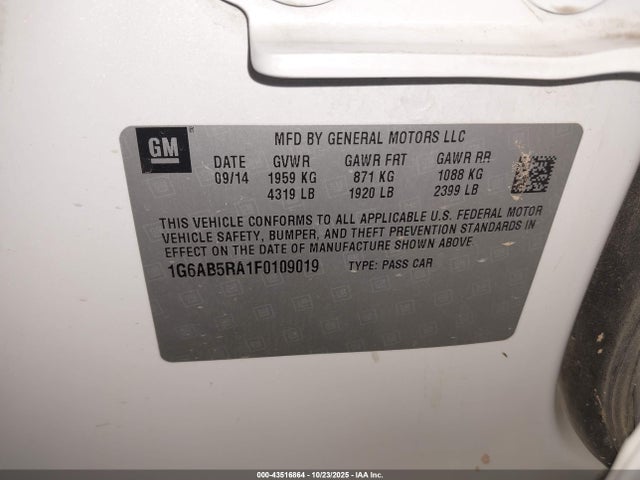 GM
MFD BY GENERAL MOTORS LLC
DATE GVWR GAWR FRT GAWR RR
09/14 1959 KG 871 KG 1088 KG
4319 LB 1920 LB 2399 LB
THIS VEHICLE CONFORMS TO ALL APPLICABLE U.S. FEDERAL MOTOR
VEHICLE SAFETY, BUMPER, AND THEFT PREVENTION STANDARDS IN
EFFECT ON THE DATE OF MANUFACTURE SHOWN ABOVE.
1G6AB5RA1F0109019 TYPE: PASS CAR
000-43516864 - 10/23/2025 - IAA Inc.